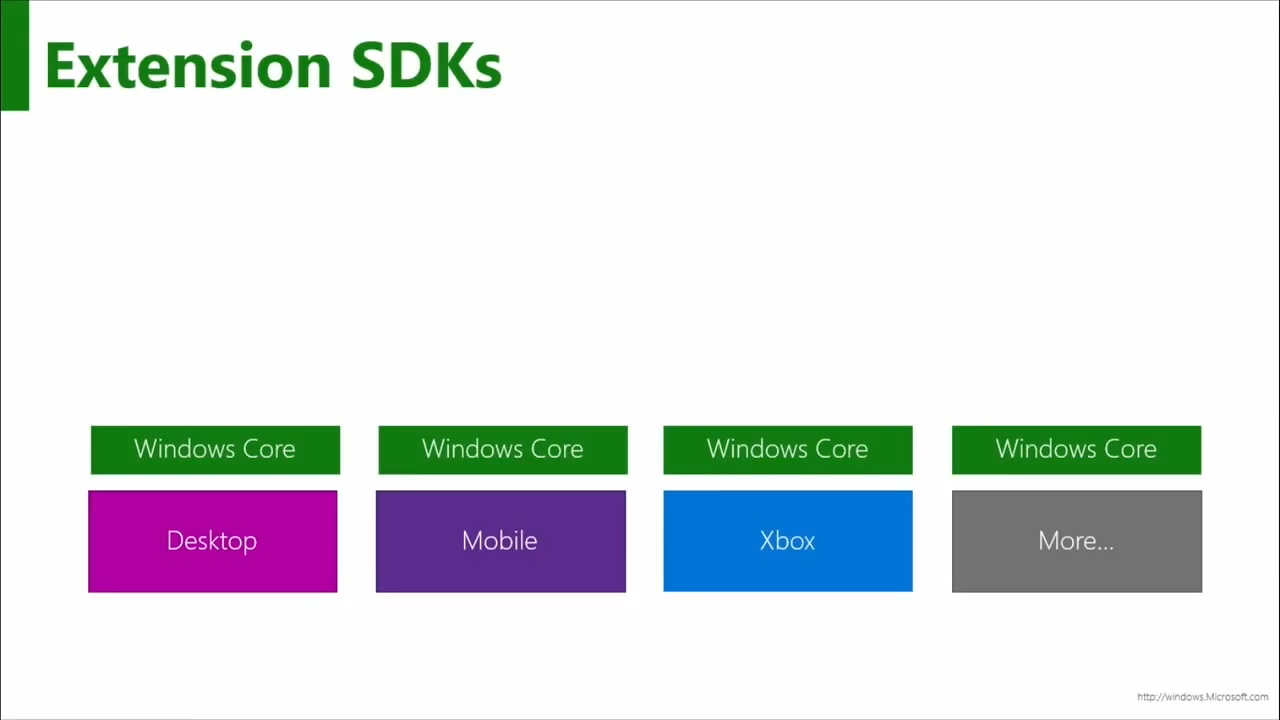 Extension SDKs
Windows Core
Windows Core
Windows Core
Windows Core
Desktop
Mobile
Xbox
More...
http://windows.Microsoft.com